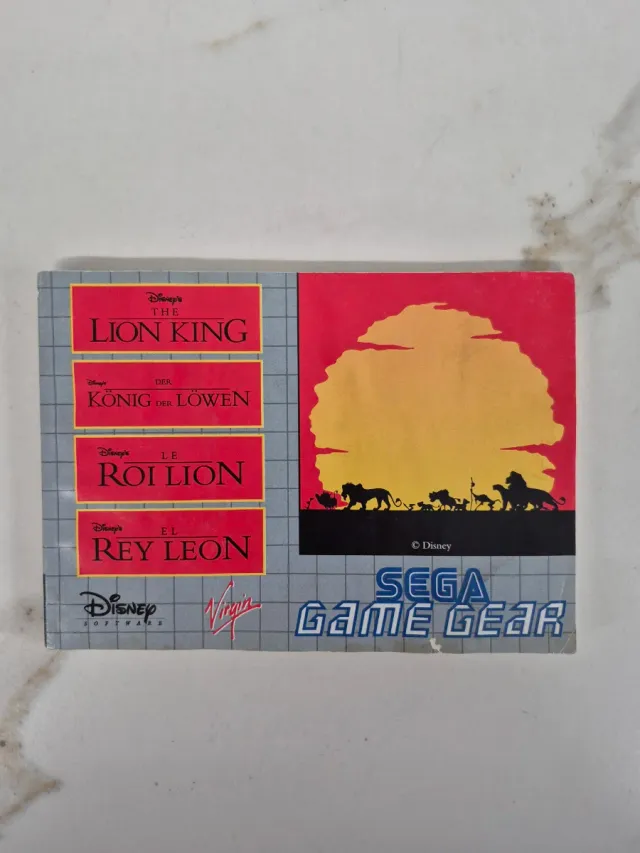 Disney's
THE
LION KING
Disney's
DER
KÖNIG DER LÖWEN
Disney's
LE
ROI LION
Disney's
EL
REY LEON
Disney
SOFTWARE
Virgin
© Disney
SEGA
GAME GEAR